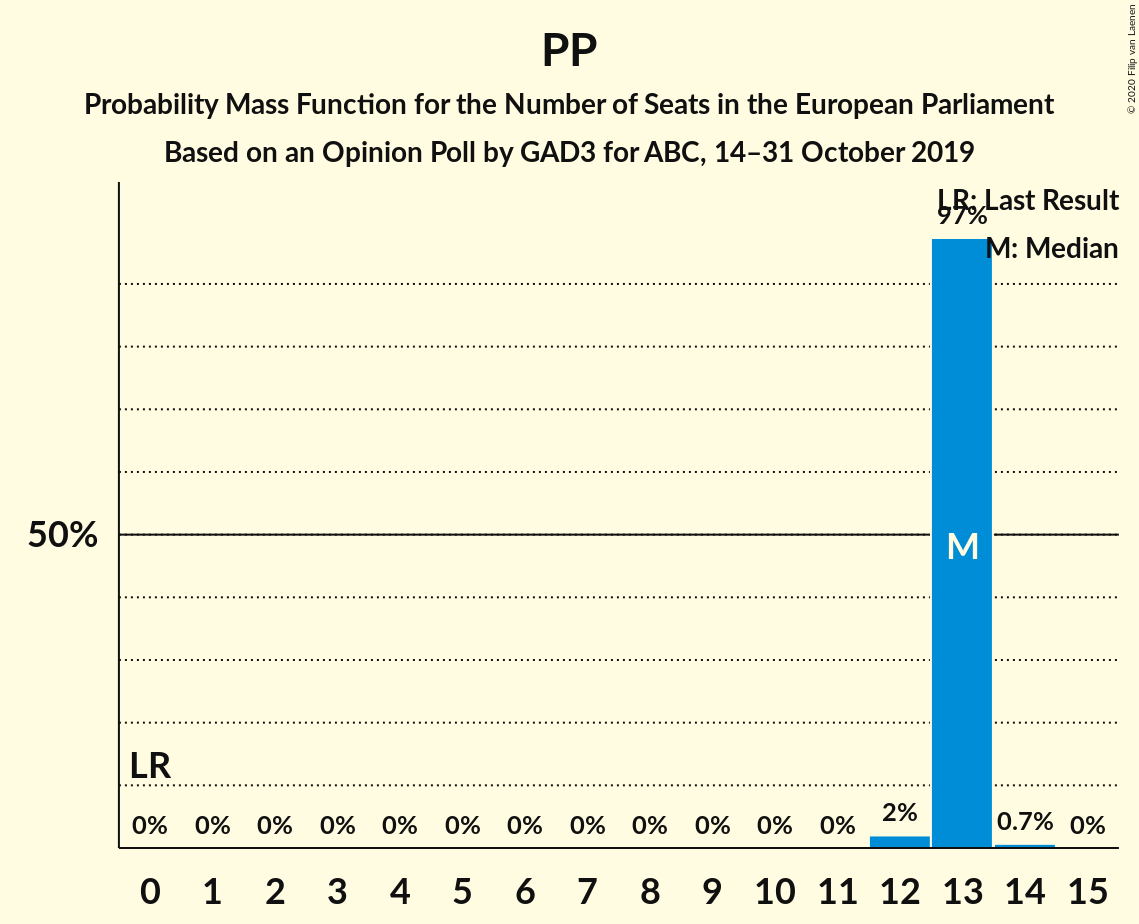 PP
Probability Mass Function for the Number of Seats in the European Parliament
Based on an Opinion Poll by GAD3 for ABC, 14–31 October 2019
© 2020 Filip van Laenen
LR: Last Result
97%
M: Median
50%
M
LR
0% 0% 0% 0% 0% 0% 0% 0% 0% 0% 0% 0% 2% 0.7% 0%
0 1 2 3 4 5 6 7 8 9 10 11 12 13 14 15